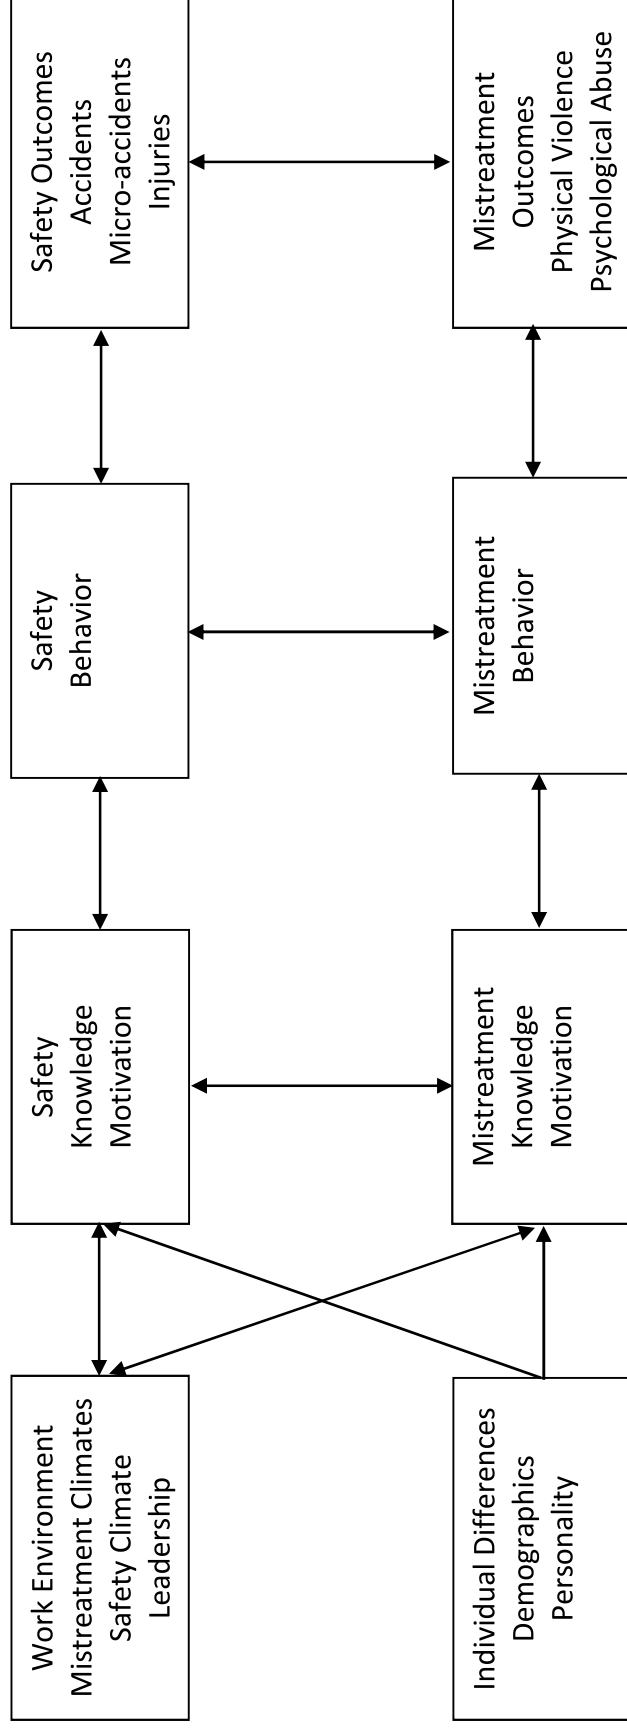 Work Environment
Mistreatment Climates
Safety Climate
Leadership
Safety
Knowledge
Motivation
Safety
Behavior
Safety Outcomes
Accidents
Micro-accidents
Injuries
Individual Differences
Demographics
Personality
Mistreatment
Knowledge
Motivation
Mistreatment
Behavior
Mistreatment
Outcomes
Physical Violence
Psychological Abuse